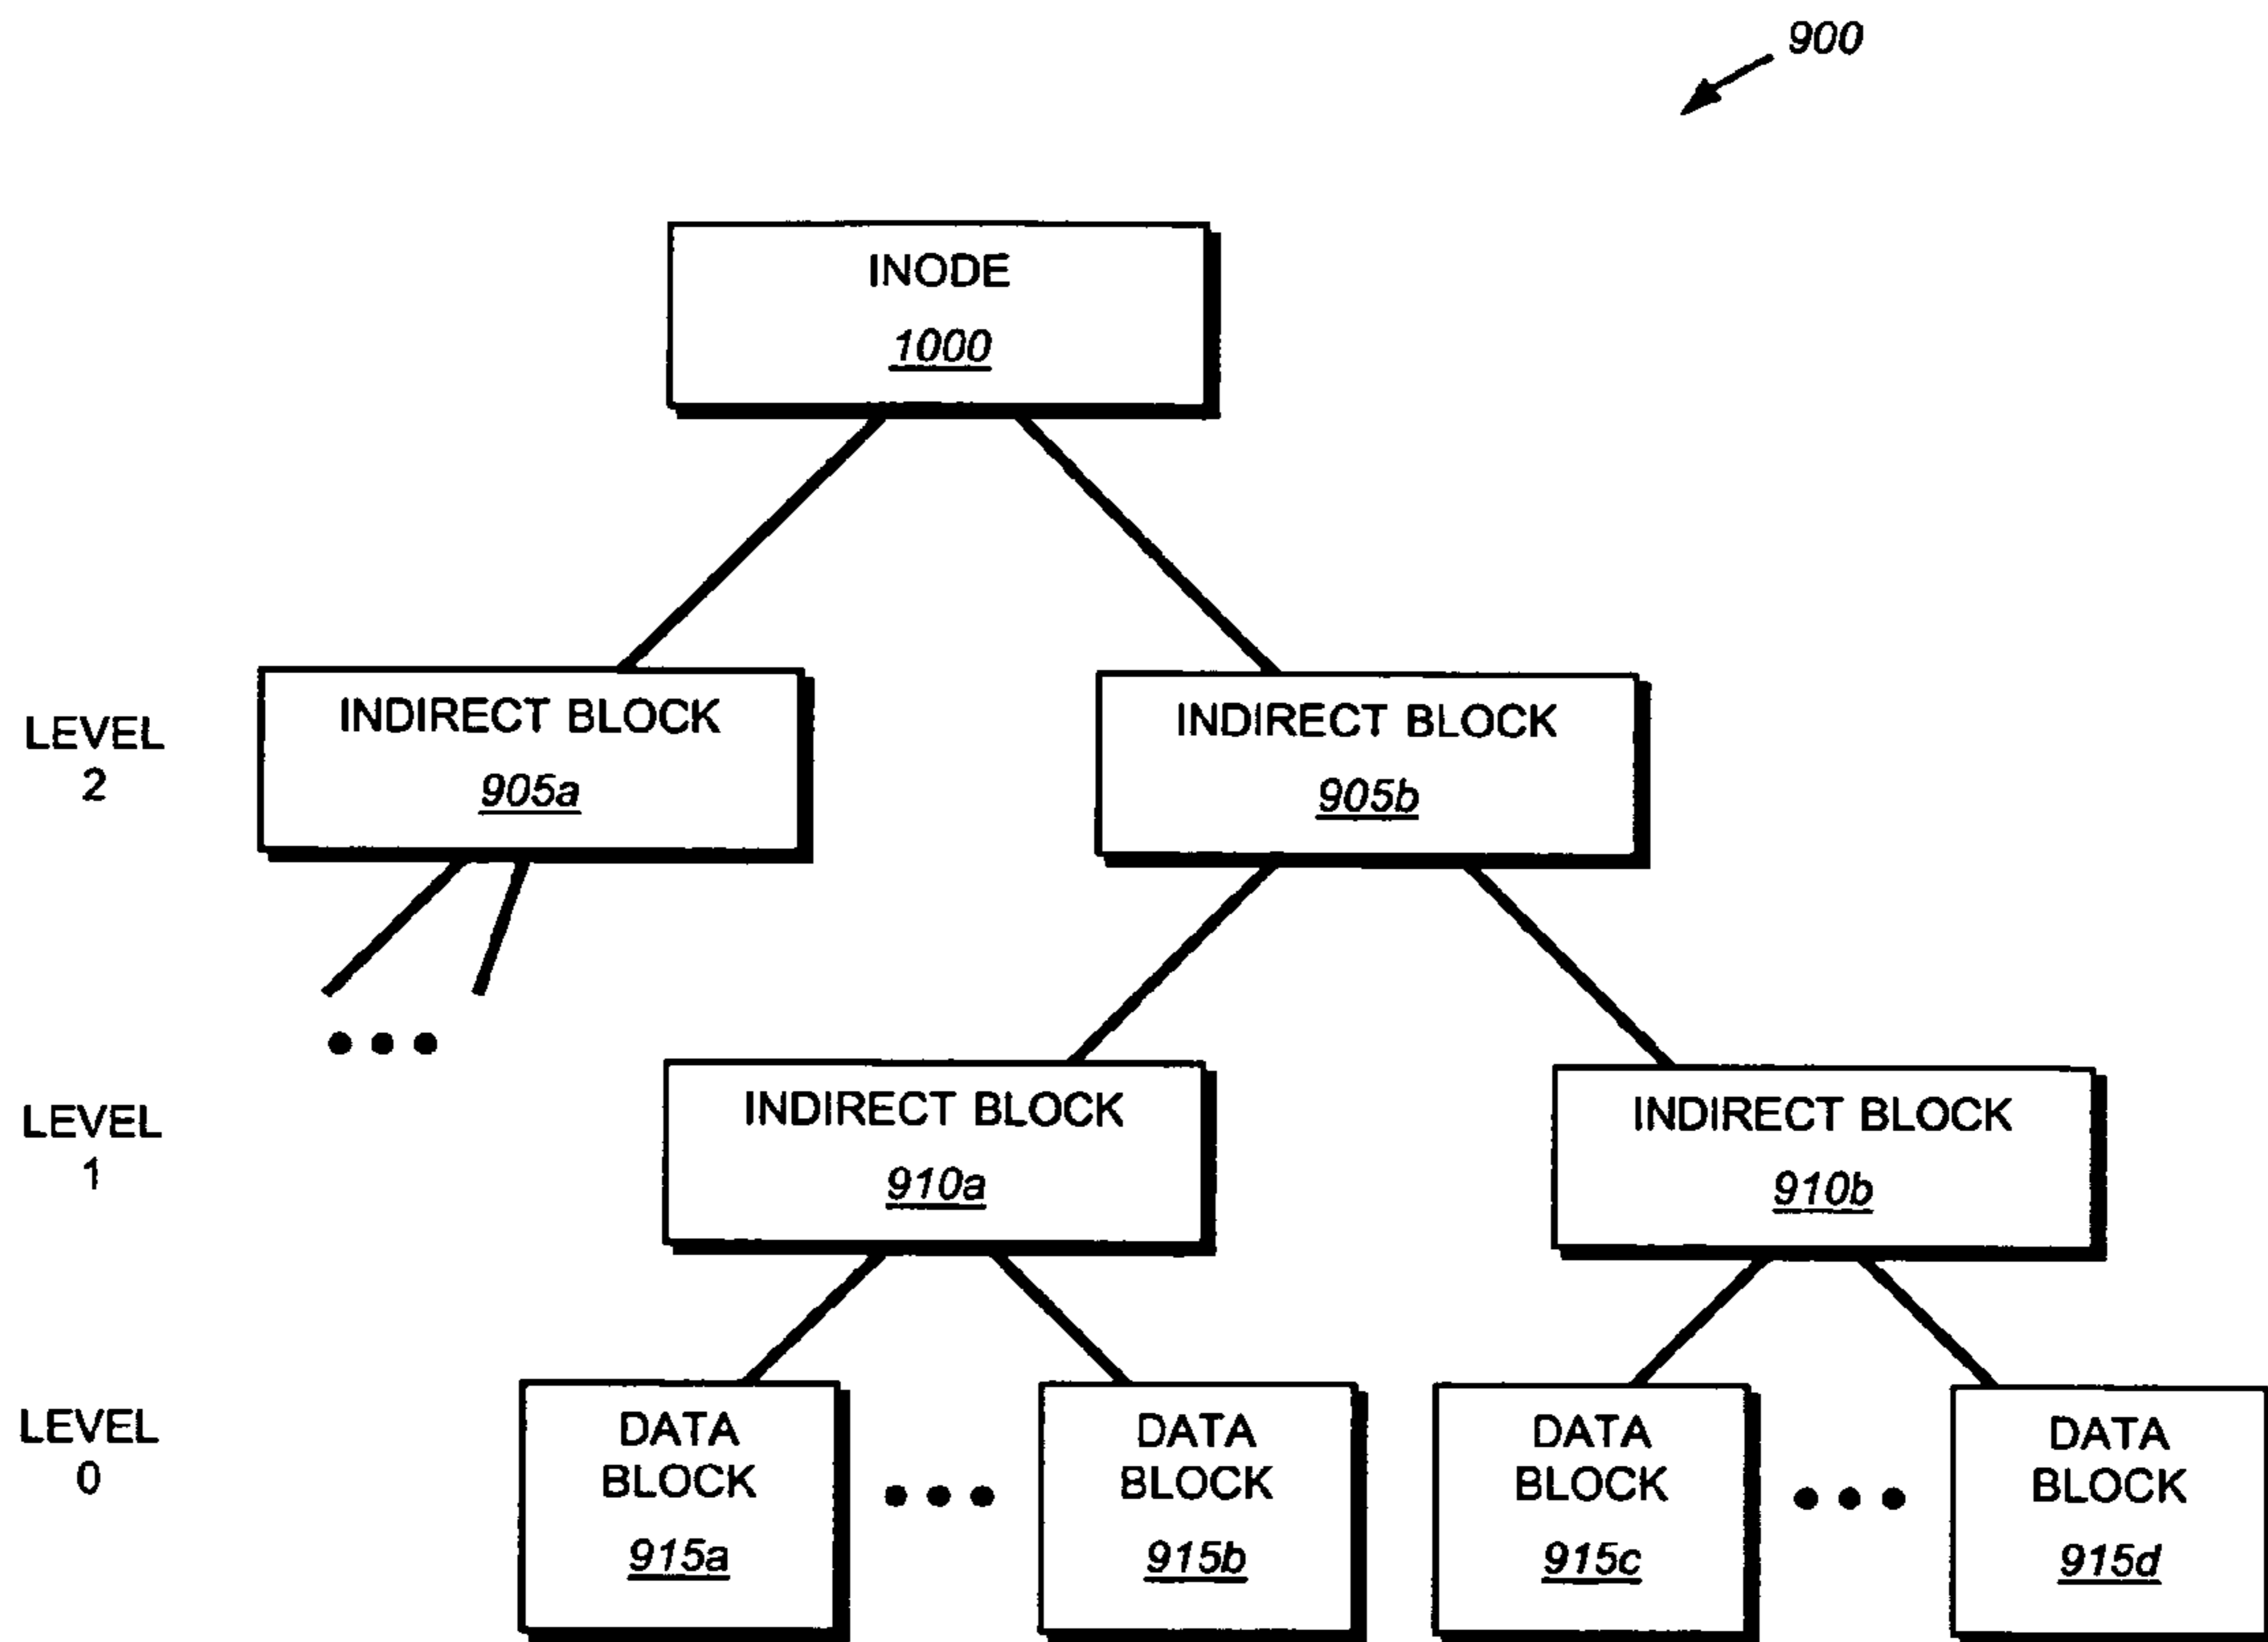 900
INODE
1000
LEVEL
2
INDIRECT BLOCK
905a
INDIRECT BLOCK
905b
LEVEL
1
INDIRECT BLOCK
910a
INDIRECT BLOCK
910b
LEVEL
0
DATA
BLOCK
915a
DATA
BLOCK
915b
DATA
BLOCK
915c
DATA
BLOCK
915d